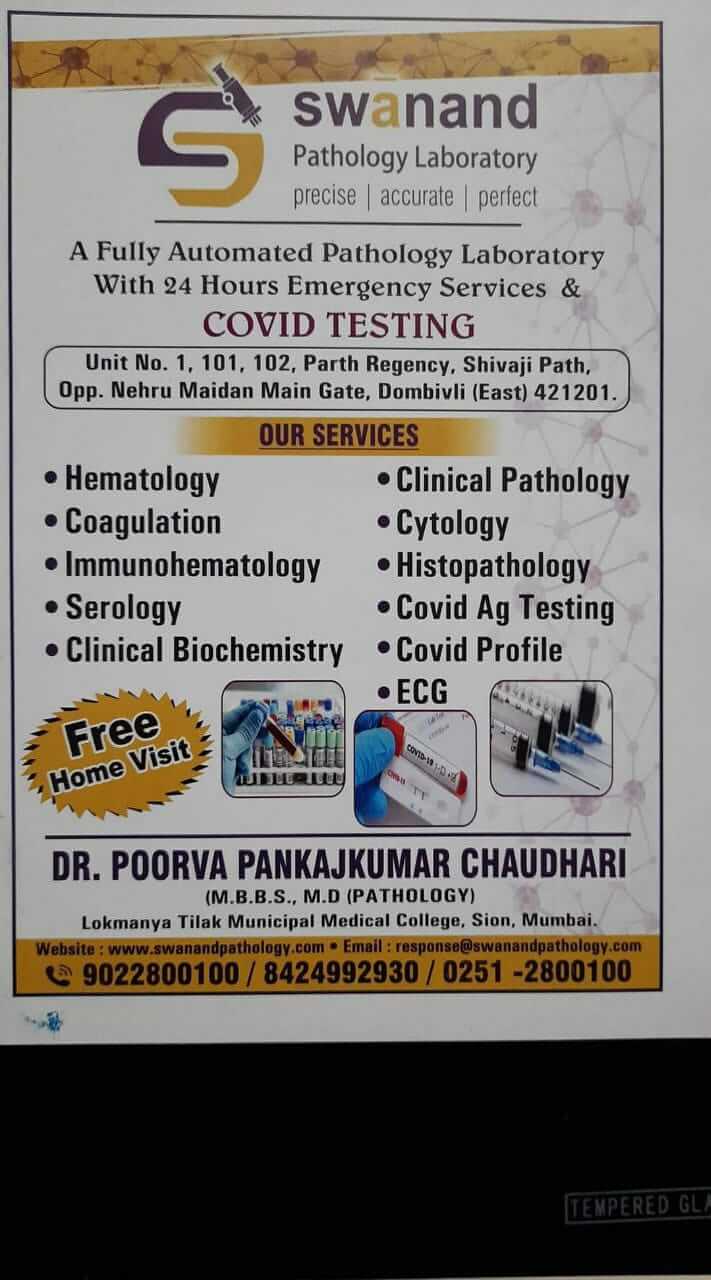 swānand
Pathology Laboratory
precise | accurate | perfect
A Fully Automated Pathology Laboratory
With 24 Hours Emergency Services &
COVID TESTING
Unit No. 1, 101, 102, Parth Regency, Shivaji Path,
Opp. Nehru Maidan Main Gate, Dombivli (East) 421201.
OUR SERVICES
• Hematology
• Coagulation
• Immunohematology
• Serology
• Clinical Biochemistry
• Clinical Pathology
• Cytology
• Histopathology
• Covid Ag Testing
• Covid Profile
• ECG
Free
Home Visit
COVID-19
DR. POORVA PANKAJKUMAR CHAUDHARI
(M.B.B.S., M.D (PATHOLOGY)
Lokmanya Tilak Municipal Medical College, Sion, Mumbai.
Website : www.swanandpathology.com • Email : response@swanandpathology.com
9022800100 / 8424992930 / 0251 -2800100
TEMPERED GLA